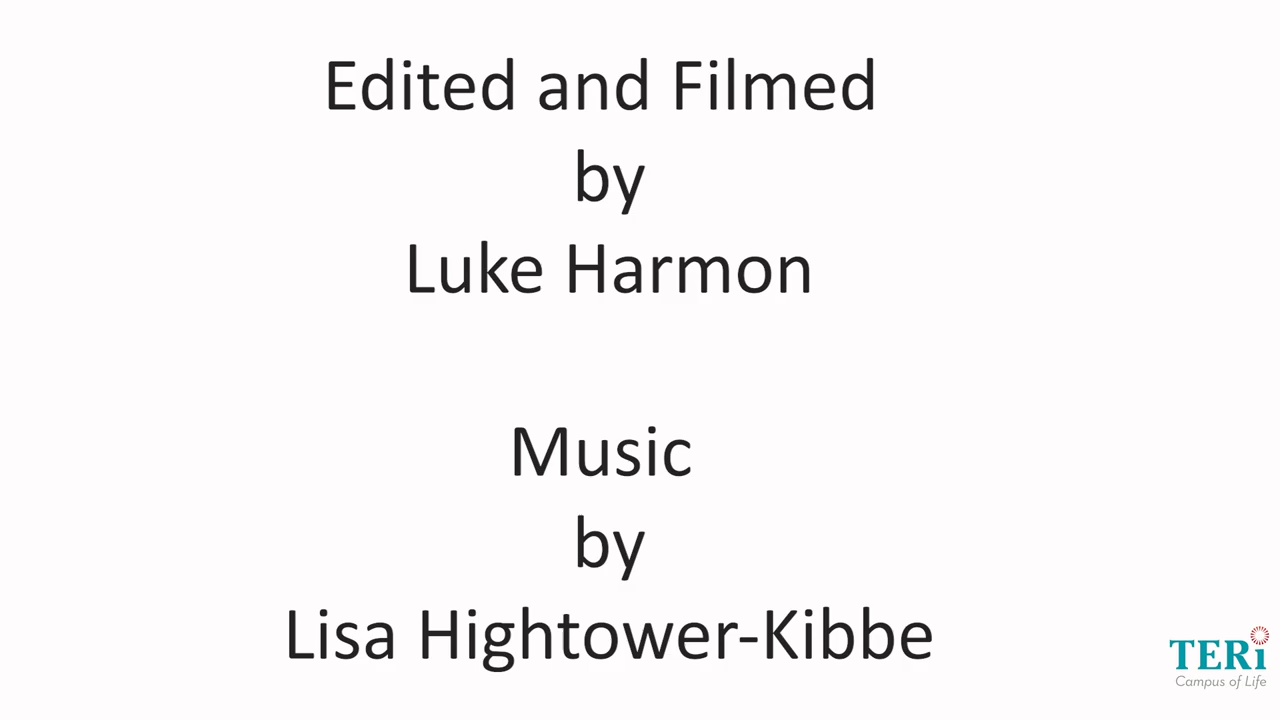 Edited and Filmed
by
Luke Harmon
Music
by
Lisa Hightower-Kibbe
TERi
Campus of Life